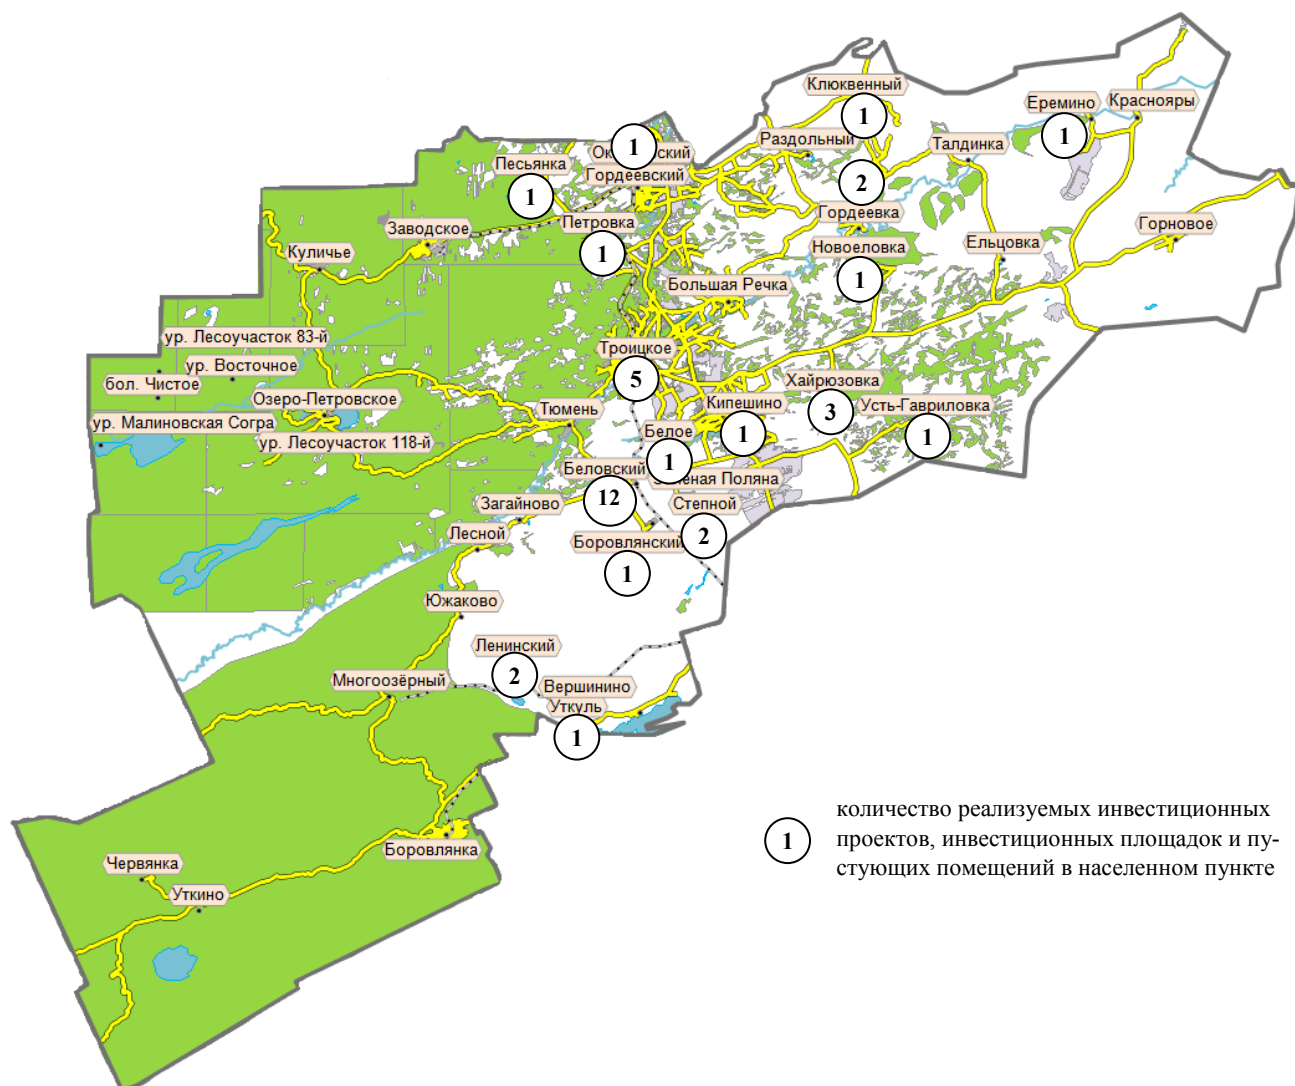 Клюквенный
1
Еремино
1
Краснояры
Раздольный
Талдинка
1
Гордеевский
Песьянка
1
2
Гордеевка
Петровка
1
Заводское
Новоеловка
1
Ельцовка
Горновое
Куличье
Большая Речка
ур. Лесоучасток 83-й
ур. Восточное
бол. Чистое
Троицкое
5
Хайрюзовка
3
Озеро-Петровское
Тюмень
Кипешино
1
Усть-Гавриловка
1
ур. Малиновская Согра
ур. Лесоучасток 118-й
Белое
1
Беловский
12
Поляна
Загайново
Степной
2
Лесной
Боровлянский
1
Южаково
Ленинский
2
Многоозёрный
Вершинино
Уткуль
1
Боровлянка
Червянка
Уткино
1
количество реализуемых инвестиционных
проектов, инвестиционных площадок и пу-
стующих помещений в населенном пункте